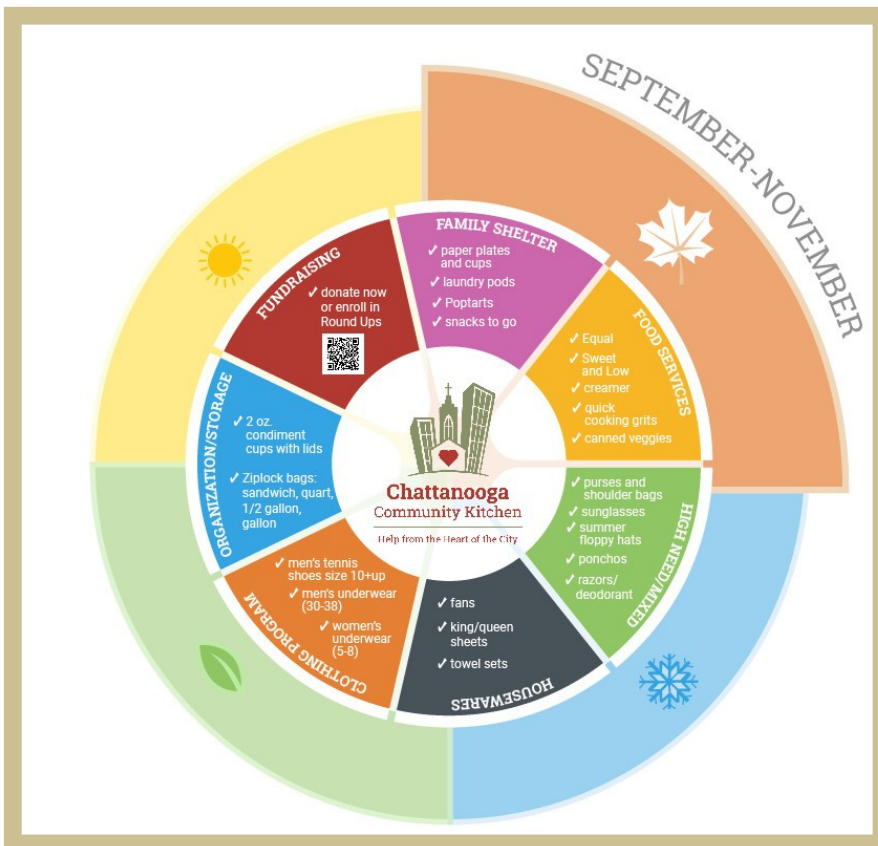 SEPTEMBER-NOVEMBER
FAMILY SHELTER
✓ paper plates
and cups
✓ laundry pods
✓ Poptarts
✓ snacks to go
FOOD SERVICES
✓ Equal
✓ Sweet
and Low
✓ creamer
✓ quick
cooking grits
✓ canned veggies
HIGH NEED/MIXED
✓ purses and
shoulder bags
✓ sunglasses
✓ summer
floppy hats
✓ ponchos
✓ razors/
deodorant
HOUSEWARES
✓ fans
✓ king/queen
sheets
✓ towel sets
CLOTHING PROGRAM
✓ men's tennis
shoes size 10+up
✓ men's underwear
(30-38)
✓ women's
underwear
(5-8)
ORGANIZATION/STORAGE
✓ 2 oz.
condiment
cups with lids
✓ Ziplock bags:
sandwich, quart,
1/2 gallon,
gallon
FUNDRAISING
✓ donate now
or enroll in
Round Ups
Chattanooga
Community Kitchen
Help from the Heart of the City